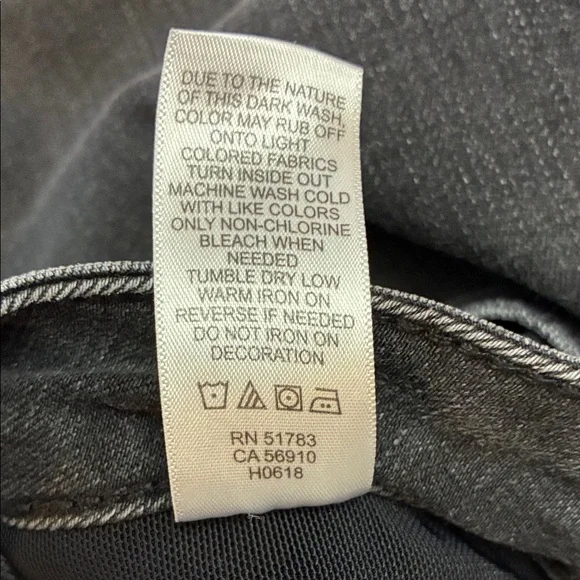 DUE TO THE NATURE
OF THIS DARK WASH,
COLOR MAY RUB OFF
ONTO LIGHT
COLORED FABRICS
TURN INSIDE OUT
MACHINE WASH COLD
WITH LIKE COLORS
ONLY NON-CHLORINE
BLEACH WHEN
NEEDED
TUMBLE DRY LOW
WARM IRON ON
REVERSE IF NEEDED
DO NOT IRON ON
DECORATION
RN 51783
CA 56910
H0618